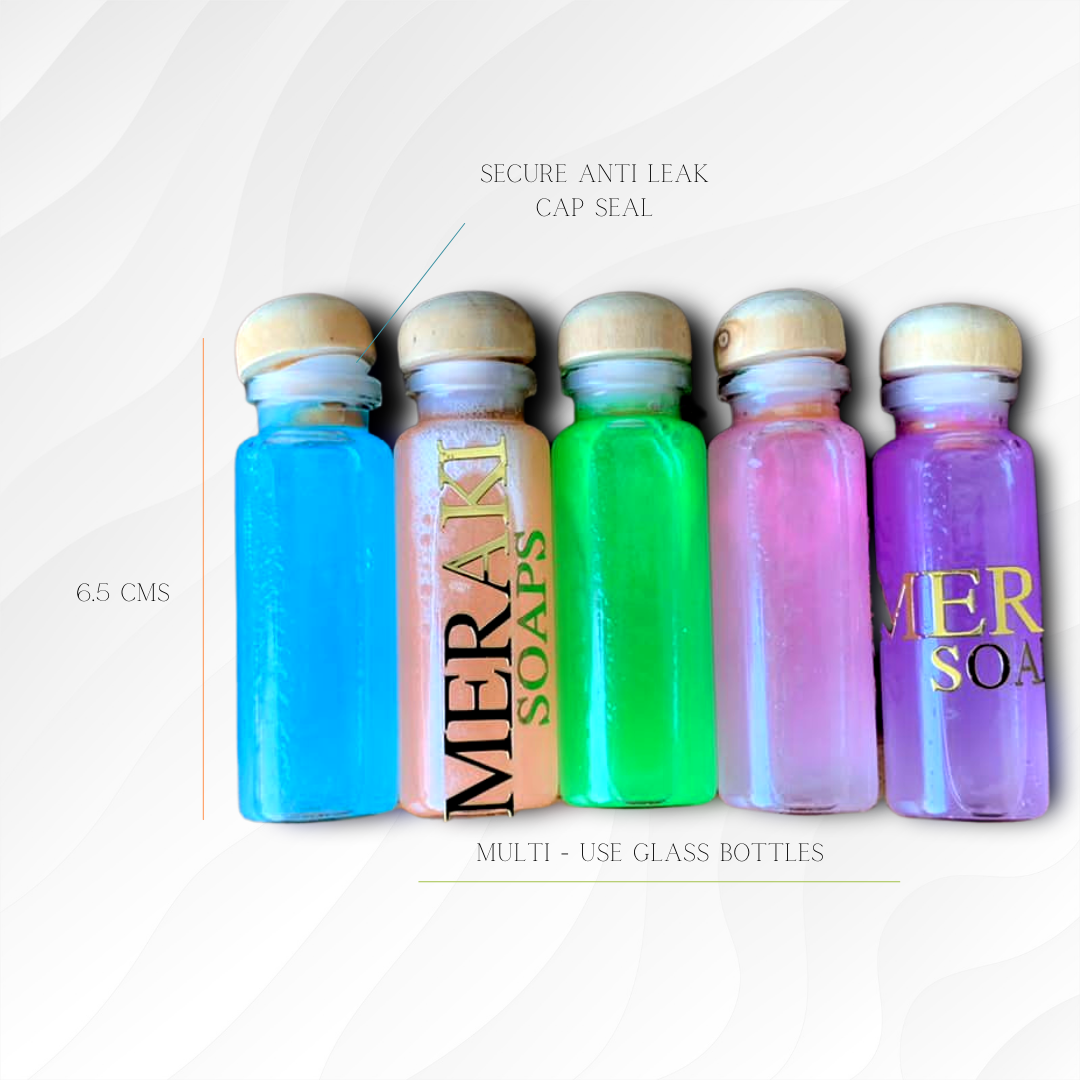 SECURE ANTI LEAK
CAP SEAL
6.5 CMS
MERAKI
SOAPS
MER
SOA
MULTI - USE GLASS BOTTLES